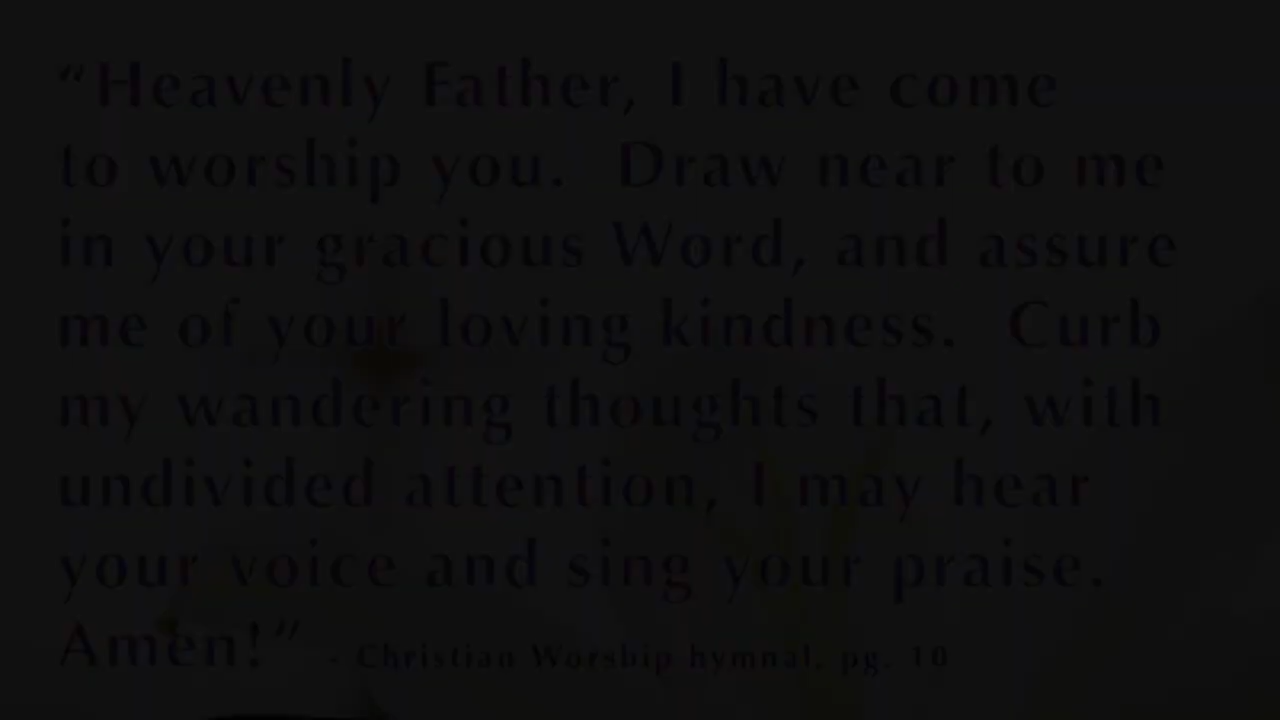 “Heavenly Father, I have come
to worship you.  Draw near to me
in your gracious Word, and assure
me of your loving kindness.  Curb
my wandering thoughts that, with
undivided attention, I may hear
your voice and sing your praise.
Amen!” - Christian Worship hymnal, pg. 10